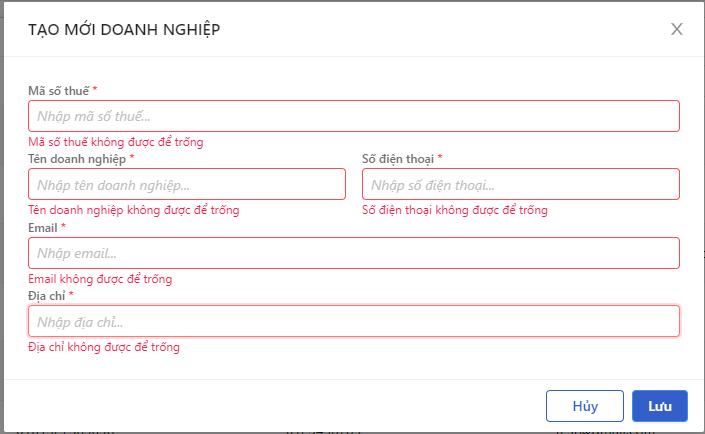 TẠO MỚI DOANH NGHIỆP
Mã số thuế *
Nhập mã số thuế...
Mã số thuế không được để trống
Tên doanh nghiệp * Số điện thoại *
Nhập tên doanh nghiệp... Nhập số điện thoại...
Tên doanh nghiệp không được để trống Số điện thoại không được để trống
Email *
Nhập email...
Email không được để trống
Địa chỉ *
Nhập địa chỉ...
Địa chỉ không được để trống
Hủy Lưu